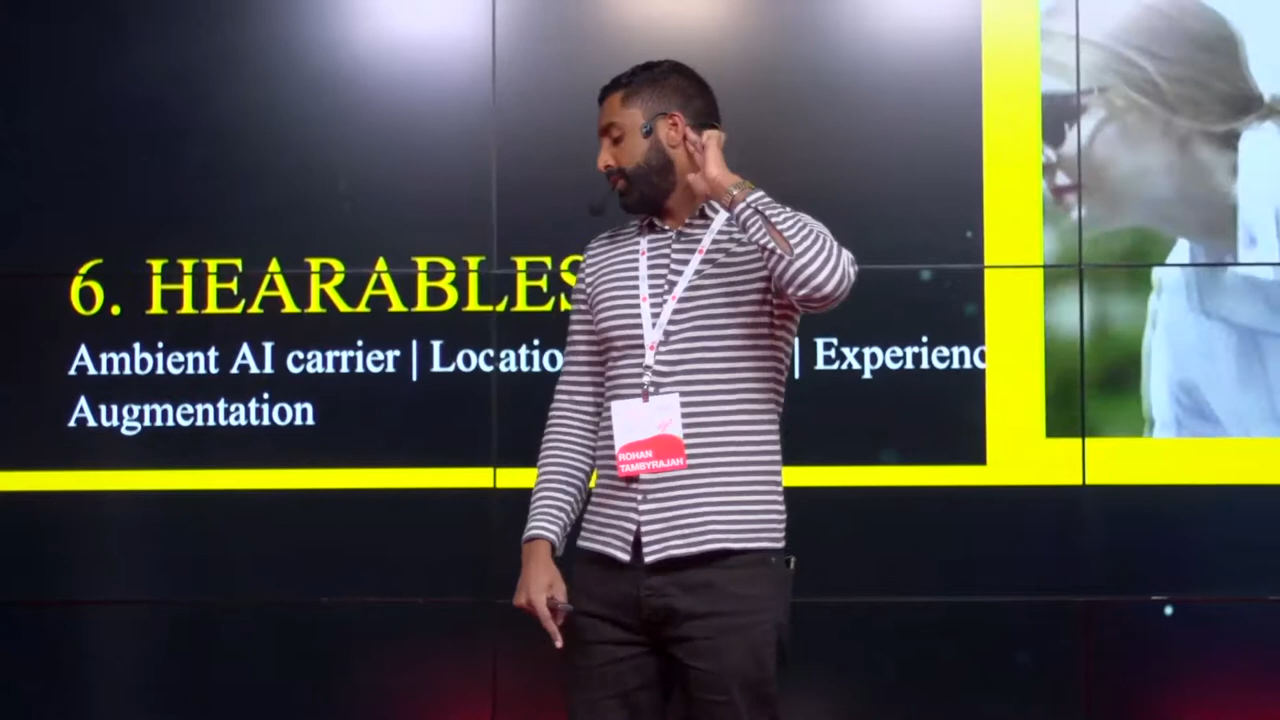 6. HEARABLES
Ambient AI carrier | Locatio | Experienc
Augmentation
ROHAN
TAMBYRAJAH